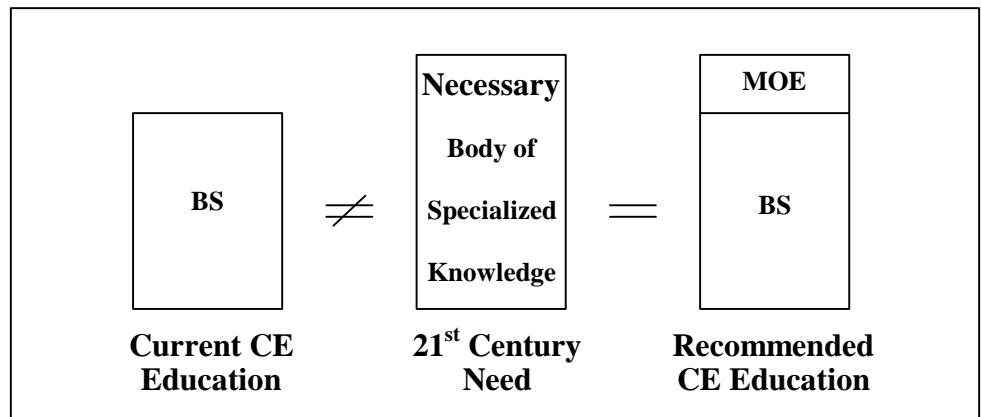 BS
Current CE
Education
≠
Necessary
Body of
Specialized
Knowledge
21st Century
Need
=
MOE
BS
Recommended
CE Education